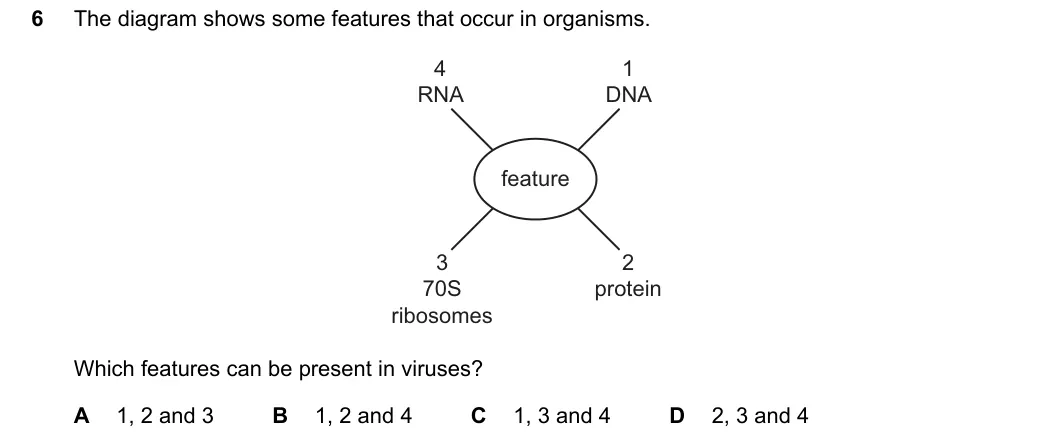 6 The diagram shows some features that occur in organisms.
4 1
RNA DNA
feature
3 2
70S protein
ribosomes
Which features can be present in viruses?
A 1, 2 and 3 B 1, 2 and 4 C 1, 3 and 4 D 2, 3 and 4